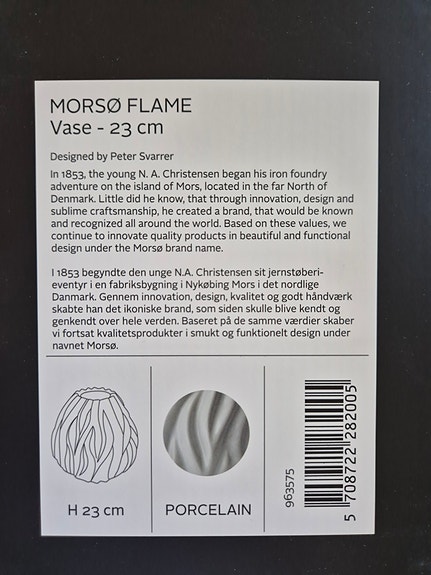 MORSØ FLAME
Vase - 23 cm
Designed by Peter Svarrer
In 1853, the young N. A. Christensen began his iron foundry
adventure on the island of Mors, located in the far North of
Denmark. Little did he know, that through innovation, design and
sublime craftsmanship, he created a brand, that would be known
and recognized all around the world. Based on these values, we
continue to innovate quality products in beautiful and functional
design under the Morsø brand name.
I 1853 begyndte den unge N.A. Christensen sit jernstøberi-
eventyr i en fabriksbygning i Nykøbing Mors i det nordlige
Danmark. Gennem innovation, design, kvalitet og godt håndværk
skabte han det ikoniske brand, som siden skulle blive kendt og
genkendt over hele verden. Baseret på de samme værdier skaber
vi fortsat kvalitetsprodukter i smukt og funktionelt design under
navnet Morsø.
H 23 cm
PORCELAIN
963575
5 708722 282005